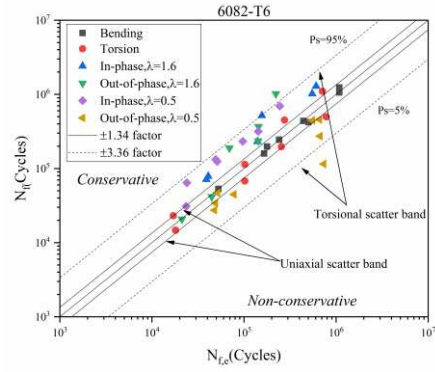 6082-T6
Bending
Torsion
In-phase,λ=1.6
Out-of-phase,λ=1.6
In-phase,λ=0.5
Out-of-phase,λ=0.5
±1.34 factor
±3.36 factor
Ps=95%
Ps=5%
Conservative
Torsional scatter band
Uniaxial scatter band
Non-conservative
N_f(Cycles)
10^7
10^6
10^5
10^4
10^3
10^3 10^4 10^5 10^6 10^7
N_{f,e}(Cycles)